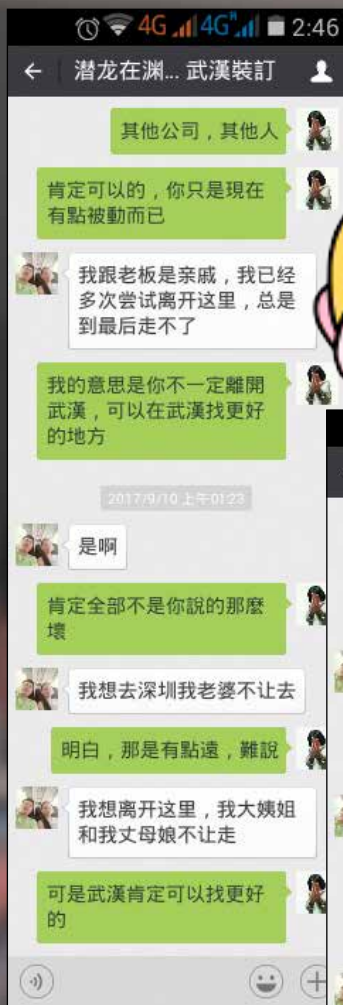 4G 4G 2:46
潜龙在渊... 武漢裝訂
其他公司，其他人
肯定可以的，你只是現在
有點被動而已
我跟老板是亲戚，我已经
多次尝试离开这里，总是
到最后走不了
我的意思是你不一定離開
武漢，可以在武漢找更好
的地方
2017/9/10 上午01:23
是啊
肯定全部不是你說的那麼
壞
我想去深圳我老婆不让去
明白，那是有點遠，難說
我想离开这里，我大姨姐
和我丈母娘不让走
可是武漢肯定可以找更好
的